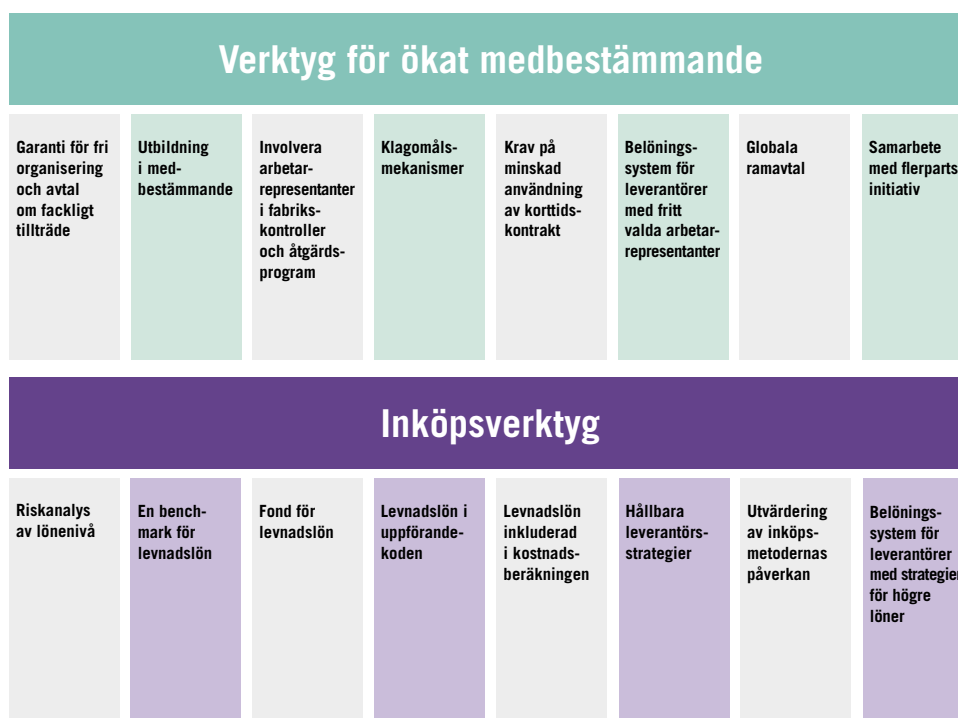 Verktyg för ökat medbestämmande
Garanti för fri
organisering
och avtal
om fackligt
tillträde
Utbildning
i med-
bestämmande
Involvera
arbetar-
representanter
i fabriks-
kontroller
och åtgärds-
program
Klagomåls-
mekanismer
Krav på
minskad
användning
av korttids-
kontrakt
Belönings-
system för
leverantörer
med fritt
valda arbetar-
representanter
Globala
ramavtal
Samarbete
med flerparts
initiativ
Inköpsverktyg
Riskanalys
av lönenivå
En bench-
mark för
levnadslön
Fond för
levnadslön
Levnadslön i
uppförande-
koden
Levnadslön
inkluderad
i kostnads-
beräkningen
Hållbara
leverantörs-
strategier
Utvärdering
av inköps-
metodernas
påverkan
Belönings-
system för
leverantörer
med strategier
för högre
löner